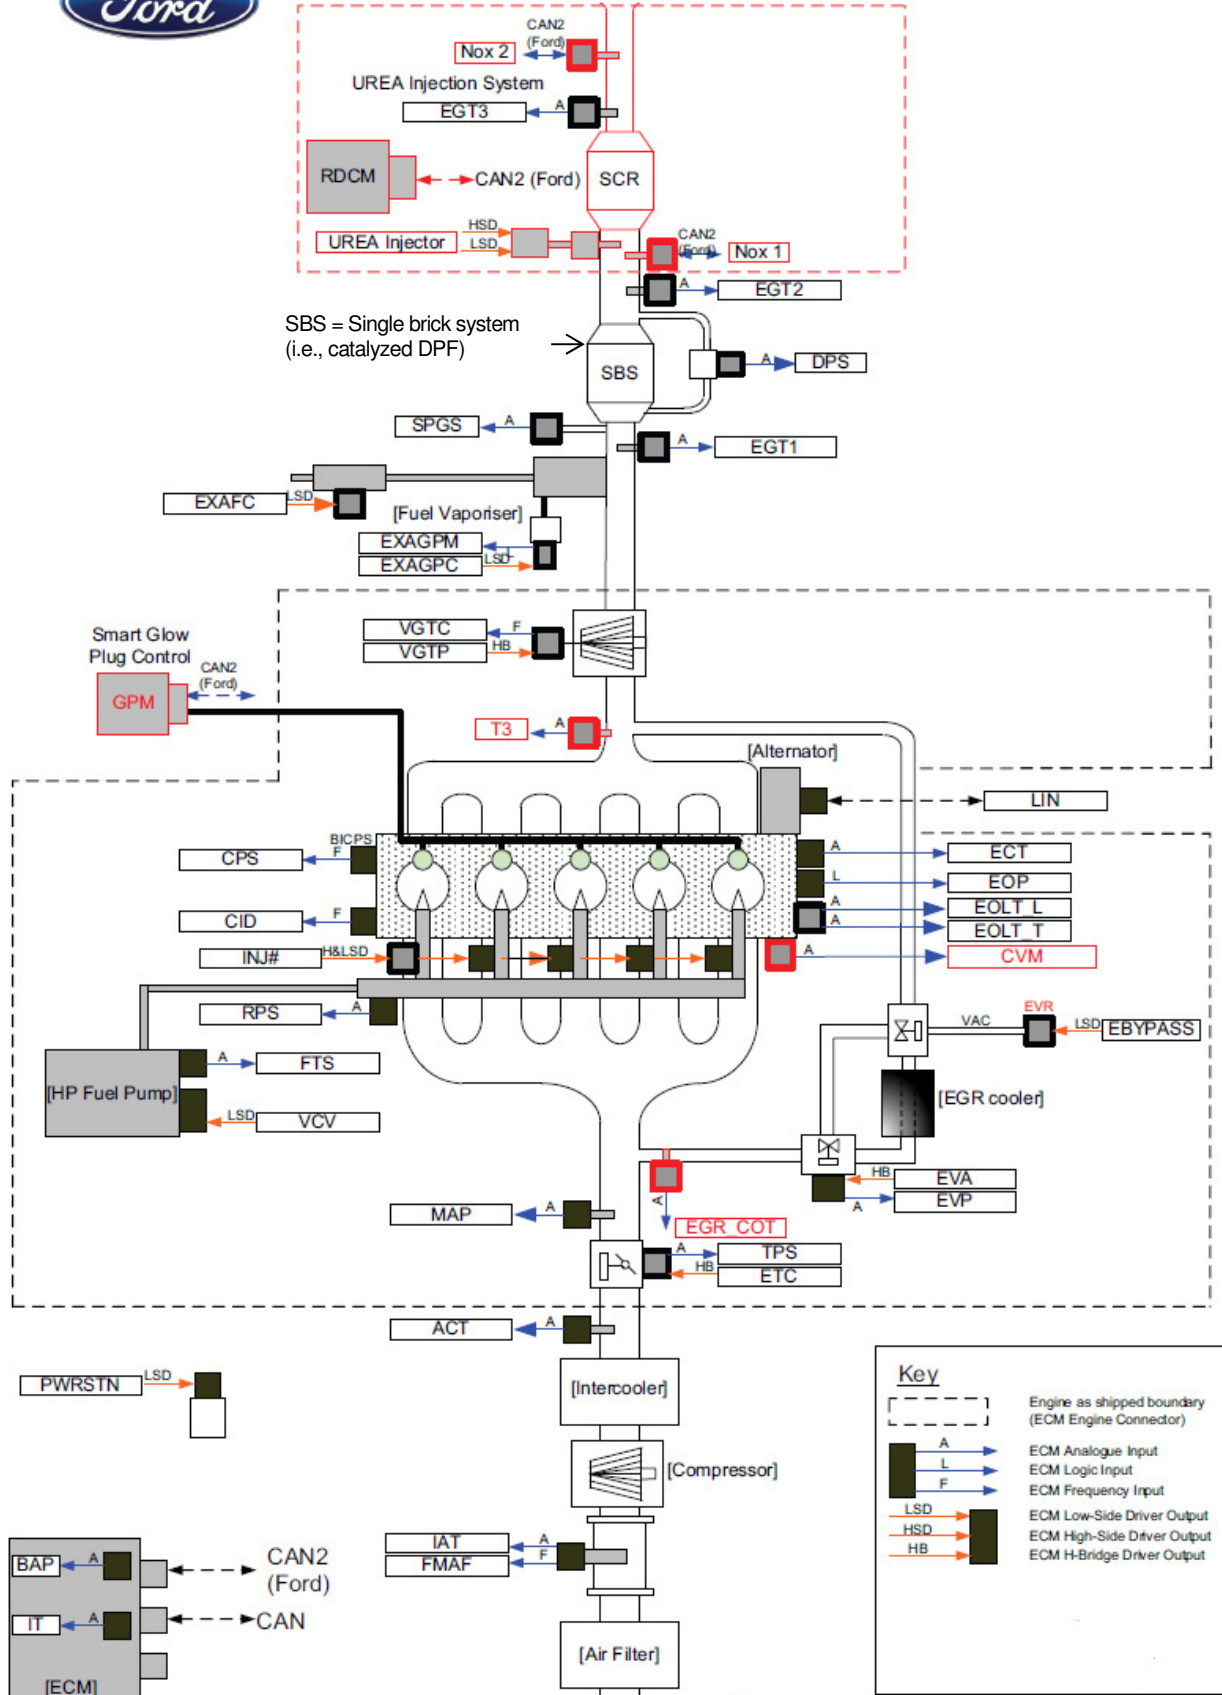 Ford
CAN2
(Ford)
Nox 2
UREA Injection System
A
EGT3
RDCM
CAN2 (Ford)
SCR
HSD
UREA Injector
LSD
CAN2
(Ford)
Nox 1
A
EGT2
SBS = Single brick system
(i.e., catalyzed DPF)
SBS
A
DPS
SPGS
A
A
EGT1
EXAFC
LSD
[Fuel Vaporiser]
EXAGPM
L
EXAGPC
LSD
VGTC
F
VGTP
HB
Smart Glow
Plug Control
CAN2
(Ford)
GPM
T3
A
[Alternator]
LIN
BICPS
CPS
F
A
ECT
L
EOP
CID
F
A
EOLT_L
A
EOLT_T
INJ#
H&LSD
A
CVM
RPS
A
EVR
VAC
LSD
EBYPASS
[HP Fuel Pump]
A
FTS
LSD
VCV
[EGR cooler]
HB
EVA
A
EVP
MAP
A
A
EGR_COT
A
TPS
HB
ETC
ACT
A
PWRSTN
LSD
[Intercooler]
[Compressor]
IAT
A
FMAF
F
[Air Filter]
BAP
A
CAN2
(Ford)
IT
A
CAN
[ECM]
Key
Engine as shipped boundary
(ECM Engine Connector)
A
ECM Analogue Input
L
ECM Logic Input
F
ECM Frequency Input
LSD
ECM Low-Side Driver Output
HSD
ECM High-Side Driver Output
HB
ECM H-Bridge Driver Output